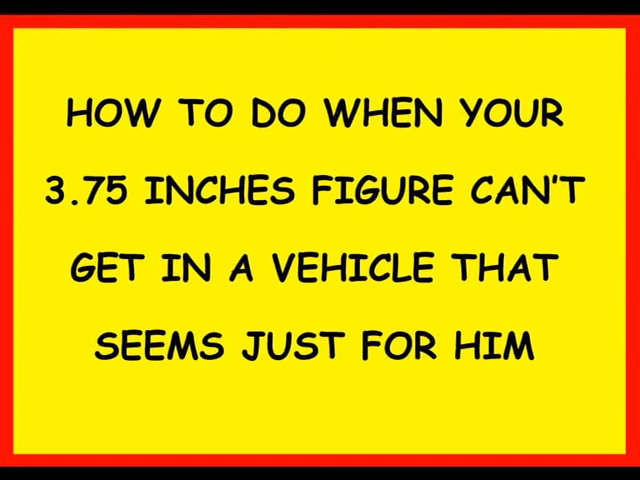 HOW TO DO WHEN YOUR
3.75 INCHES FIGURE CAN'T
GET IN A VEHICLE THAT
SEEMS JUST FOR HIM